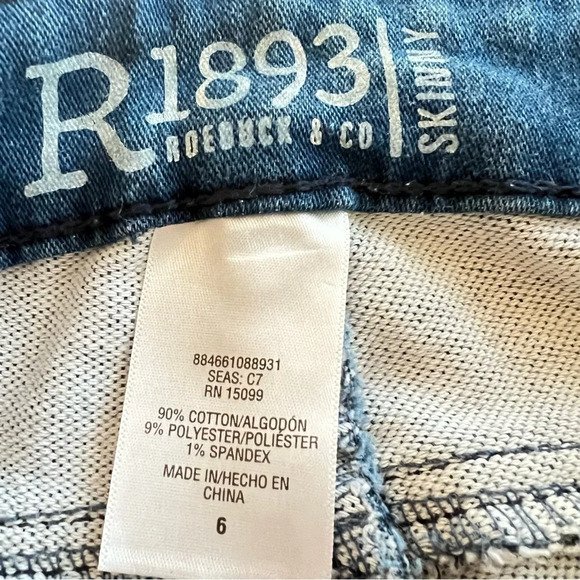 R1893
ROEBUCK & CO
SKINNY
884661088931
SEAS: C7
RN 15099
90% COTTON/ALGODÓN
9% POLYESTER/POLIÉSTER
1% SPANDEX
MADE IN/HECHO EN
CHINA
6